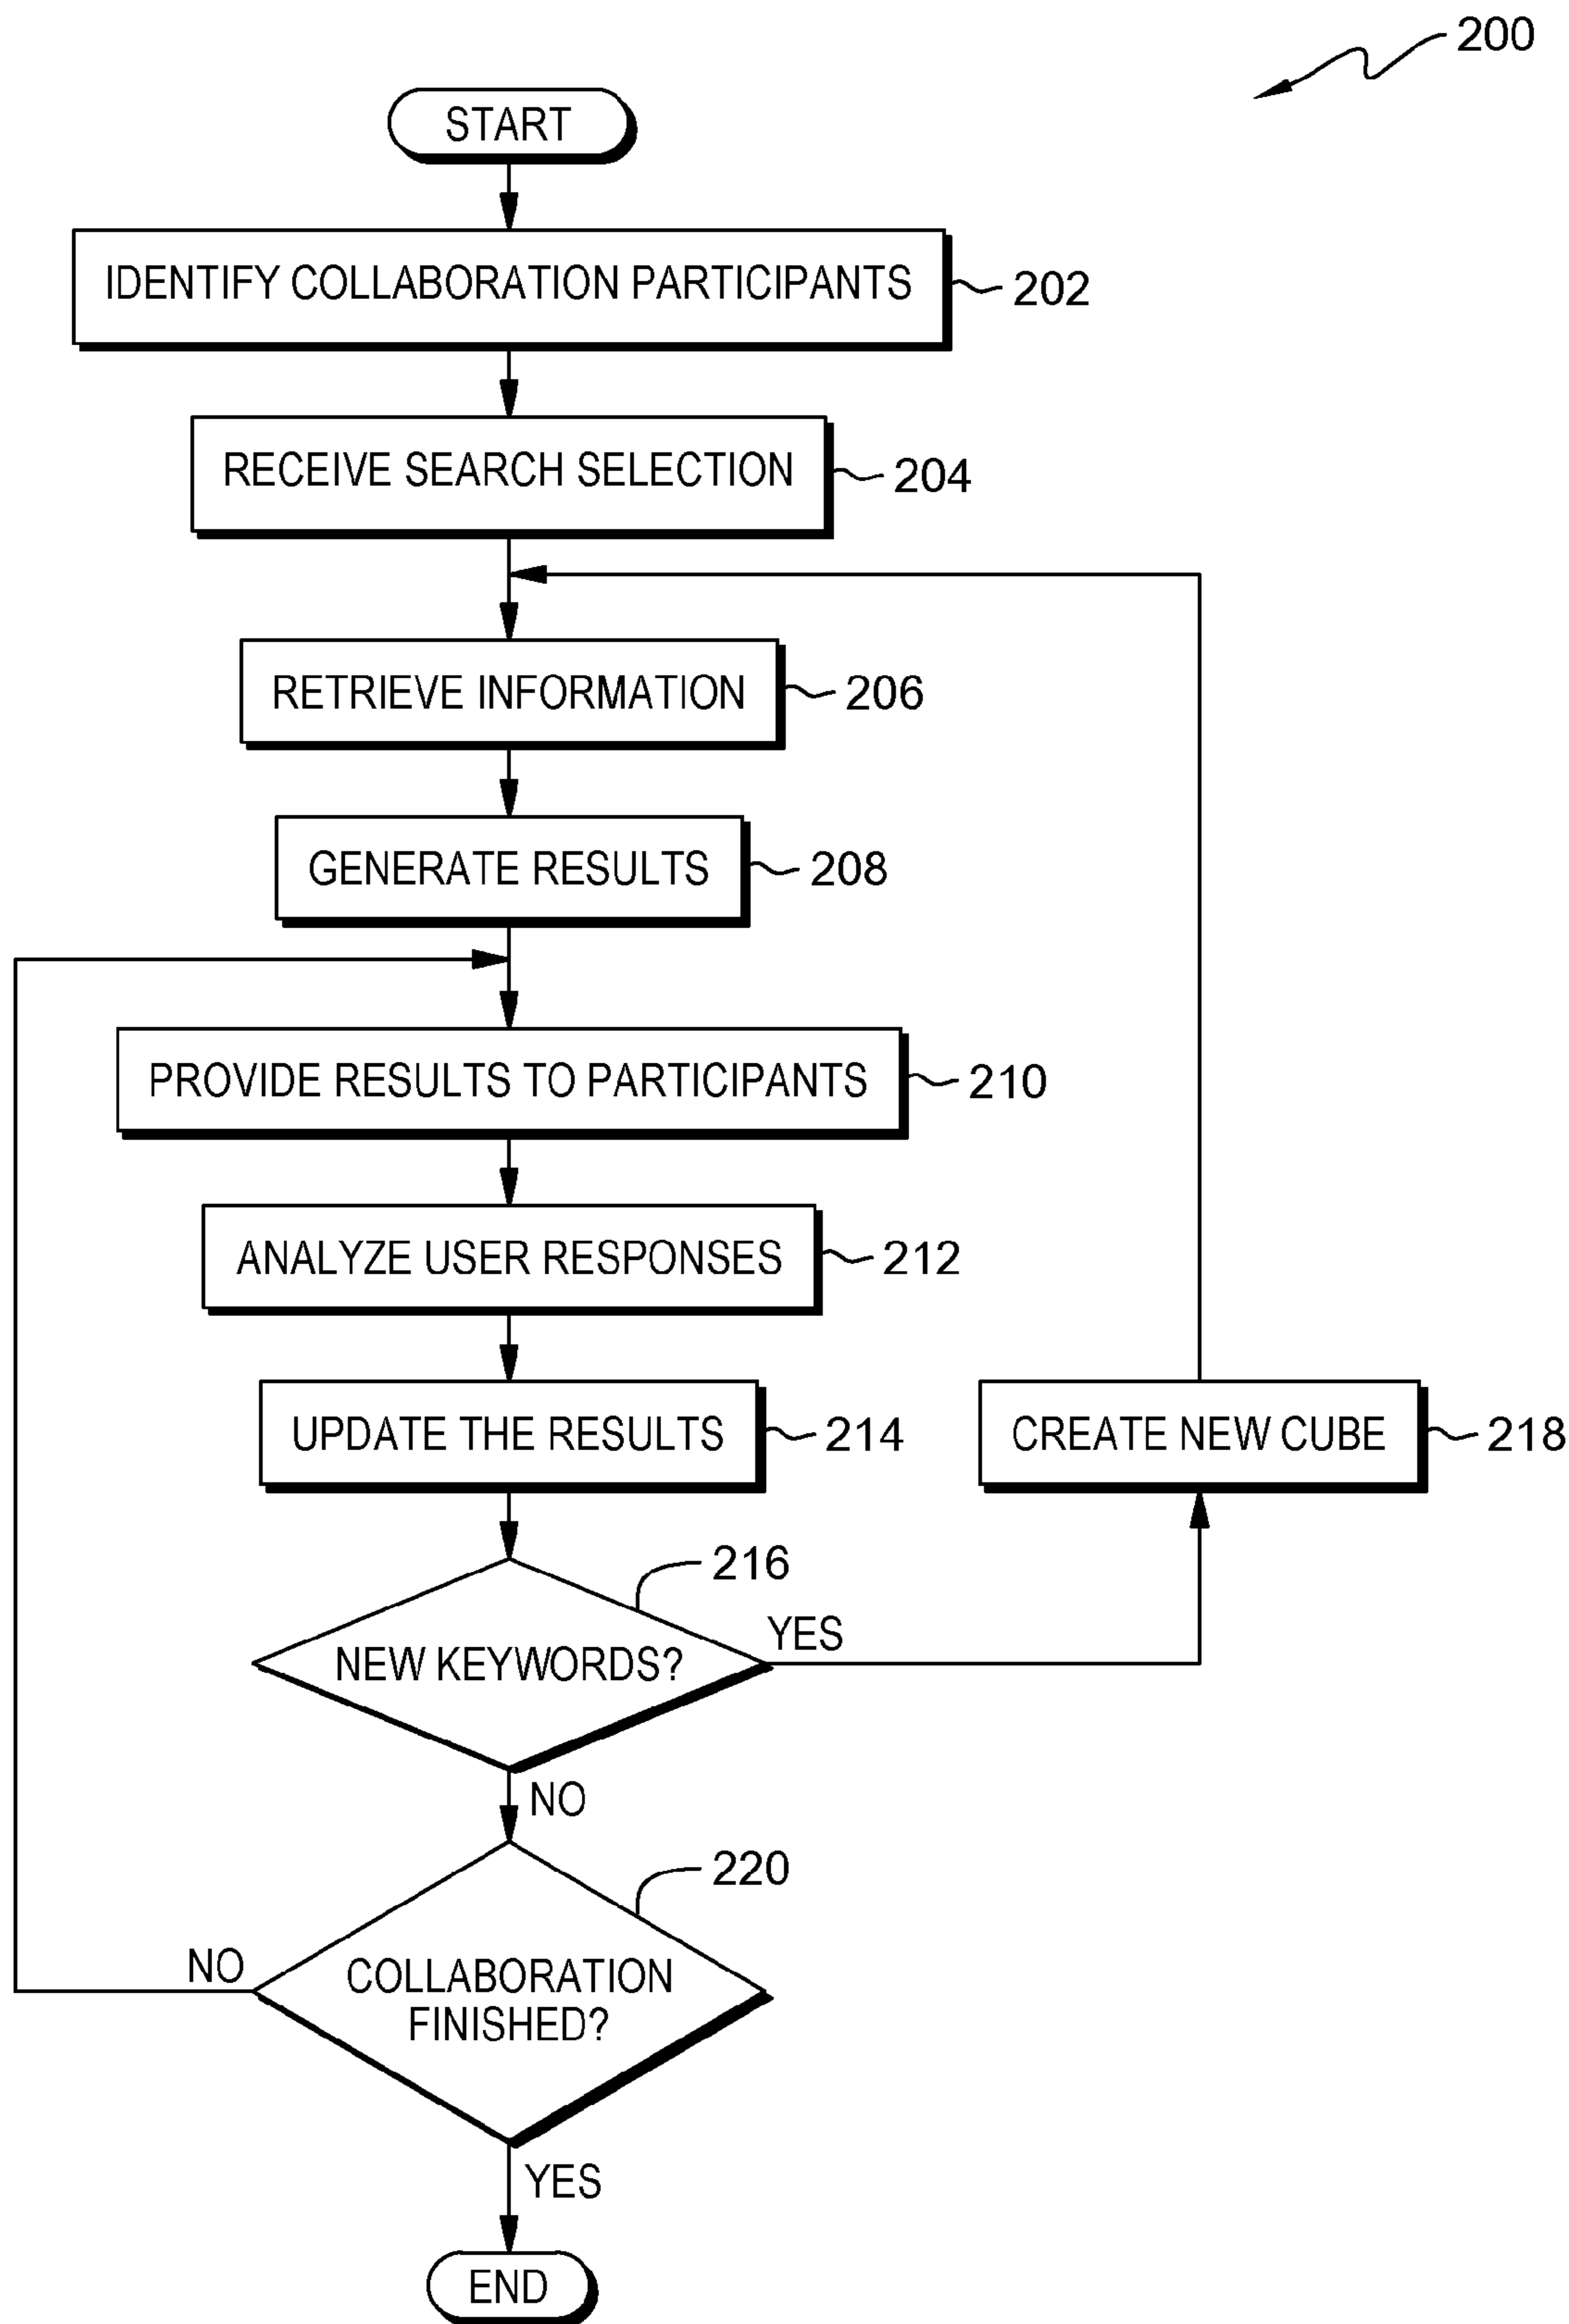 200
START
IDENTIFY COLLABORATION PARTICIPANTS
202
RECEIVE SEARCH SELECTION
204
RETRIEVE INFORMATION
206
GENERATE RESULTS
208
PROVIDE RESULTS TO PARTICIPANTS
210
ANALYZE USER RESPONSES
212
UPDATE THE RESULTS
214
CREATE NEW CUBE
218
216
NEW KEYWORDS?
YES
NO
220
COLLABORATION
FINISHED?
NO
YES
END